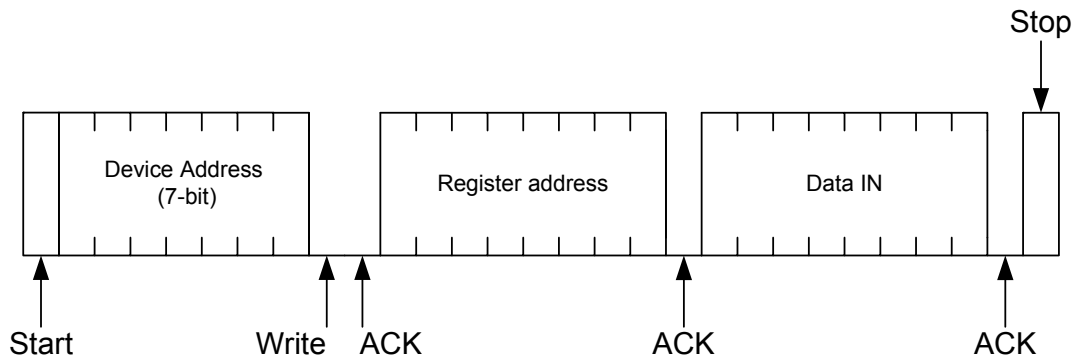 Stop
Device Address
(7-bit)
Register address
Data IN
Start
Write
ACK
ACK
ACK